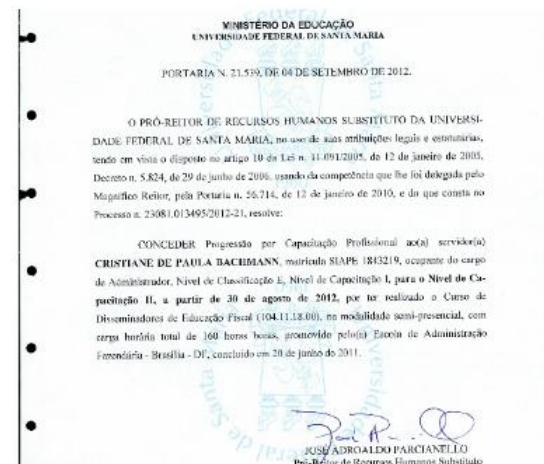 MINISTÉRIO DA EDUCAÇÃO
UNIVERSIDADE FEDERAL DE SANTA MARIA
PORTARIA N. 21.539, DE 04 DE SETEMBRO DE 2012.
O PRÓ-REITOR DE RECURSOS HUMANOS SUBSTITUTO DA UNIVERSI-
DADE FEDERAL DE SANTA MARIA, no uso de suas atribuições legais e estatutárias,
tendo em vista o disposto no artigo 10 da Lei n. 11.091/2005, de 12 de janeiro de 2005,
Decreto n. 5.824, de 29 de junho de 2006, usando da competência que lhe foi delegada pelo
Magnífico Reitor, pela Portaria n. 56.714, de 12 de janeiro de 2010, e do que consta no
Processo n. 23081.013495/2012-21, resolve:
CONCEDER Progressão por Capacitação Profissional ao(a) servidor(a)
CRISTIANE DE PAULA BACHMANN, matrícula SIAPE 1843219, ocupante do cargo
de Administrador, Nível de Classificação E, Nível de Capacitação I, para o Nível de Ca-
pacitação II, a partir de 30 de agosto de 2012, por ter realizado o Curso de
Disseminadores de Educação Fiscal (104.11.18.00), na modalidade semi-presencial, com
carga horária total de 160 horas horas, promovido pelo(a) Escola de Administração
Fazendária - Brasília - DF, concluído em 20 de junho de 2011.
JOSÉ ADROALDO PARCIANELLO
Pró-Reitor de Recursos Humanos Substituto